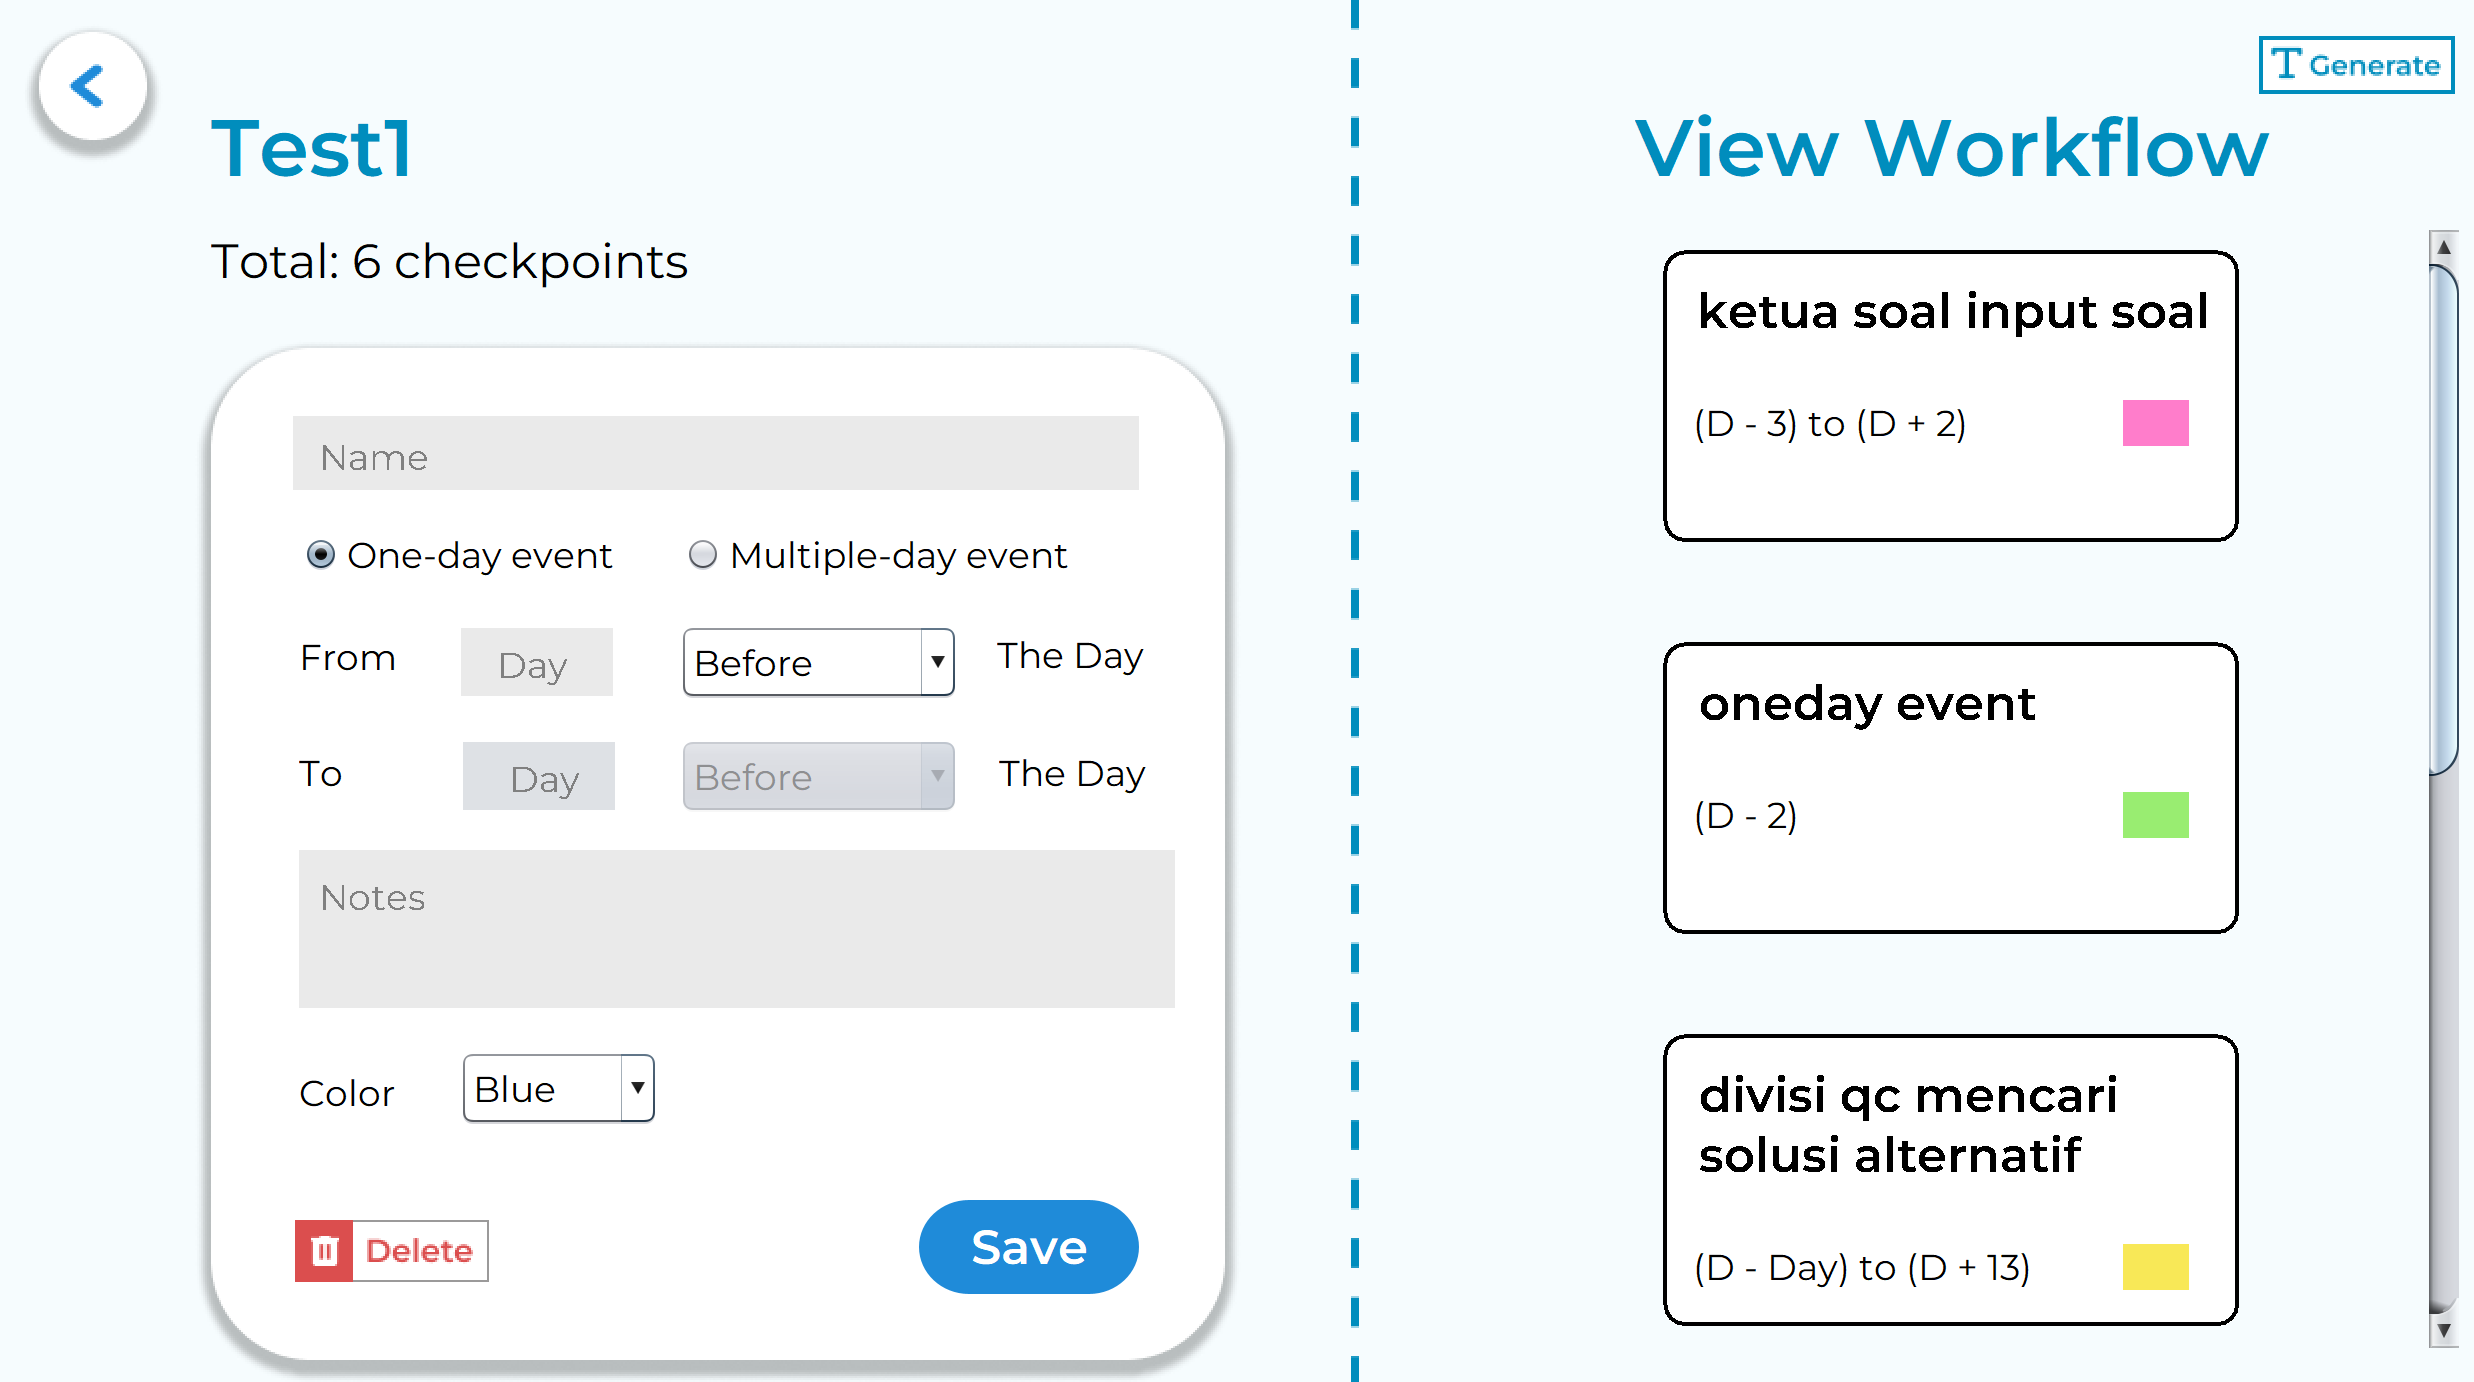 Test1
Total: 6 checkpoints
Name
One-day event
Multiple-day event
From
Day
Before
The Day
To
Day
Before
The Day
Notes
Color
Blue
Delete
Save
Generate
View Workflow
ketua soal input soal
(D - 3) to (D + 2)
oneday event
(D - 2)
divisi qc mencari
solusi alternatif
(D - Day) to (D + 13)